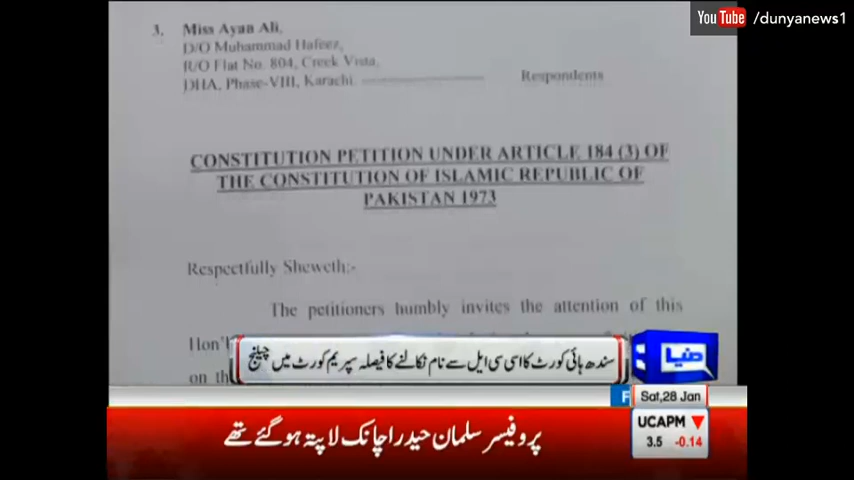 YouTube /dunyanews1
3. Miss Ayan Ali,
D/O Muhammad Hafeez,
R/O Flat No. 804, Creek Vista,
DHA, Phase-VIII, Karachi. Respondents
CONSTITUTION PETITION UNDER ARTICLE 184 (3) OF
THE CONSTITUTION OF ISLAMIC REPUBLIC OF
PAKISTAN 1973
Respectfully Sheweth:-
The petitioners humbly invites the attention of this
Hon'
on th
سندھ ہائی کورٹ کا ای سی ایل سے نام نکالنے کا فیصلہ سپریم کورٹ میں چیلنج
دنیا
F
Sat,28 Jan
پروفیسر سلمان حیدر اچانک لاپتہ ہو گئے تھے
UCAPM
3.5 -0.14